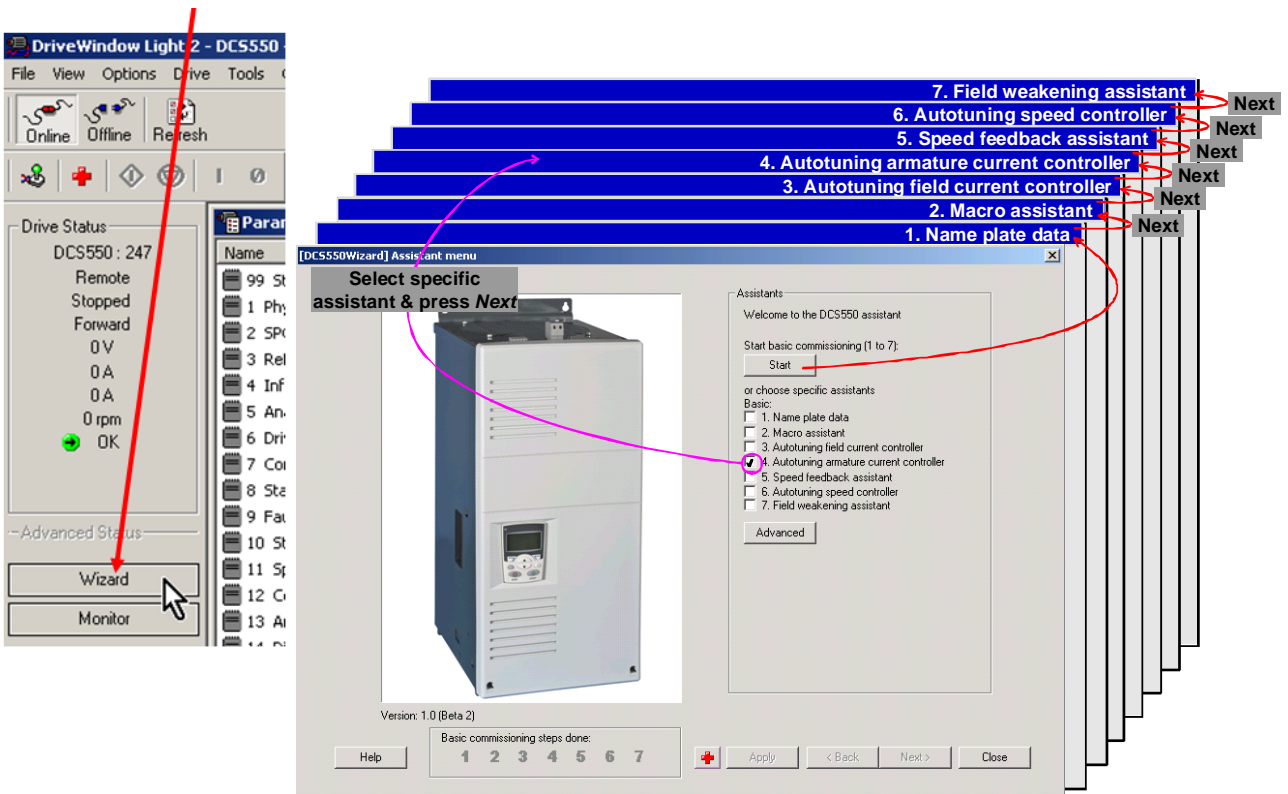 DriveWindow Light 2 - DCS550 -
File View Options Drive Tools
Online Offline Refresh
Drive Status
DCS550 : 247
Remote
Stopped
Forward
0 V
0 A
0 A
0 rpm
OK
Advanced Status
Wizard
Monitor
Name
99
1
2
3
4
5
6
7
8
9
10
11
12
13
7. Field weakening assistant
Next
6. Autotuning speed controller
Next
5. Speed feedback assistant
Next
4. Autotuning armature current controller
Next
3. Autotuning field current controller
Next
2. Macro assistant
Next
1. Name plate data
[DCS550Wizard] Assistant menu
Select specific
assistant & press Next
Assistants
Welcome to the DCS550 assistant
Start basic commissioning (1 to 7):
Start
or choose specific assistants
Basic:
1. Name plate data
2. Macro assistant
3. Autotuning field current controller
4. Autotuning armature current controller
5. Speed feedback assistant
6. Autotuning speed controller
7. Field weakening assistant
Advanced
Version: 1.0 (Beta 2)
Basic commissioning steps done:
1 2 3 4 5 6 7
Help
Apply
< Back
Next >
Close